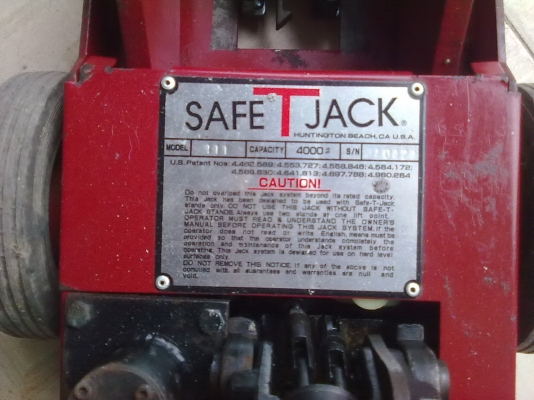 SAFE T JACK®
HUNTINGTON BEACH, CA U.S.A.
MODEL CAPACITY 4000# S/N
U.S. Patent Nos: 4,462,569; 4,553,727; 4,558,846; 4,564,172;
4,589,630; 4,641,813; 4,697,788; 4,960,264
CAUTION!
Do not overload this jack system beyond its rated capacity.
This Jack has been designed to be used with Safe-T-Jack
stands only. DO NOT USE THIS JACK WITHOUT SAFE-T-
JACK STANDS. Always use two stands at one lift point.
OPERATOR MUST READ & UNDERSTAND THE OWNERS
MANUAL BEFORE OPERATING THIS JACK SYSTEM. If the
operator does not read or write English, means must be
provided so that the operator understands completely the
operation and maintenance of this Jack system before
operating. This Jack system is designed for use on hard level
surfaces only.
DO NOT REMOVE THIS NOTICE. If any of the above is not
complied with all guarantees and warranties are null and
void.